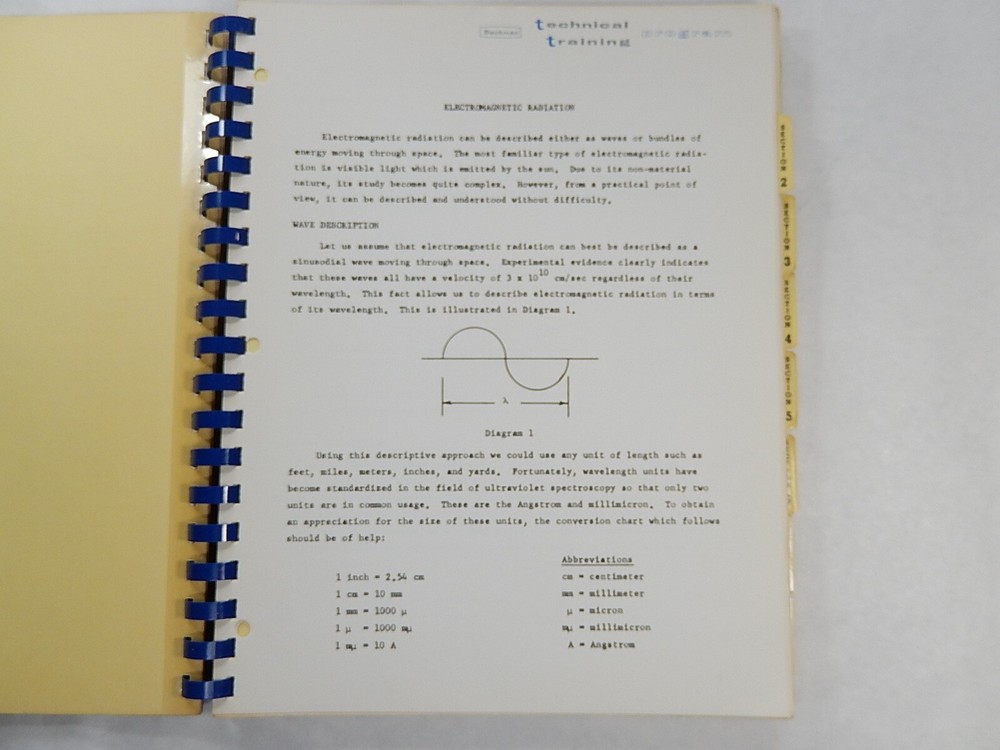 Beckman technical
training program
ELECTROMAGNETIC RADIATION
Electromagnetic radiation can be described either as waves or bundles of
energy moving through space. The most familiar type of electromagnetic radia-
tion is visible light which is emitted by the sun. Due to its non-material
nature, its study becomes quite complex. However, from a practical point of
view, it can be described and understood without difficulty.
WAVE DESCRIPTION
Let us assume that electromagnetic radiation can best be described as a
sinusodial wave moving through space. Experimental evidence clearly indicates
that these waves all have a velocity of 3 x 10^10 cm/sec regardless of their
wavelength. This fact allows us to describe electromagnetic radiation in terms
of its wavelength. This is illustrated in Diagram 1.
λ
Diagram 1
Using this descriptive approach we could use any unit of length such as
feet, miles, meters, inches, and yards. Fortunately, wavelength units have
become standardized in the field of ultraviolet spectroscopy so that only two
units are in common usage. These are the Angstrom and millimicron. To obtain
an appreciation for the size of these units, the conversion chart which follows
should be of help:
Abbreviations
1 inch = 2.54 cm cm = centimeter
1 cm = 10 mm mm = millimeter
1 mm = 1000 μ μ = micron
1 μ = 1000 mμ mμ = millimicron
1 mμ = 10 A A = Angstrom
SECTION 2
SECTION 3
SECTION 4
SECTION 5